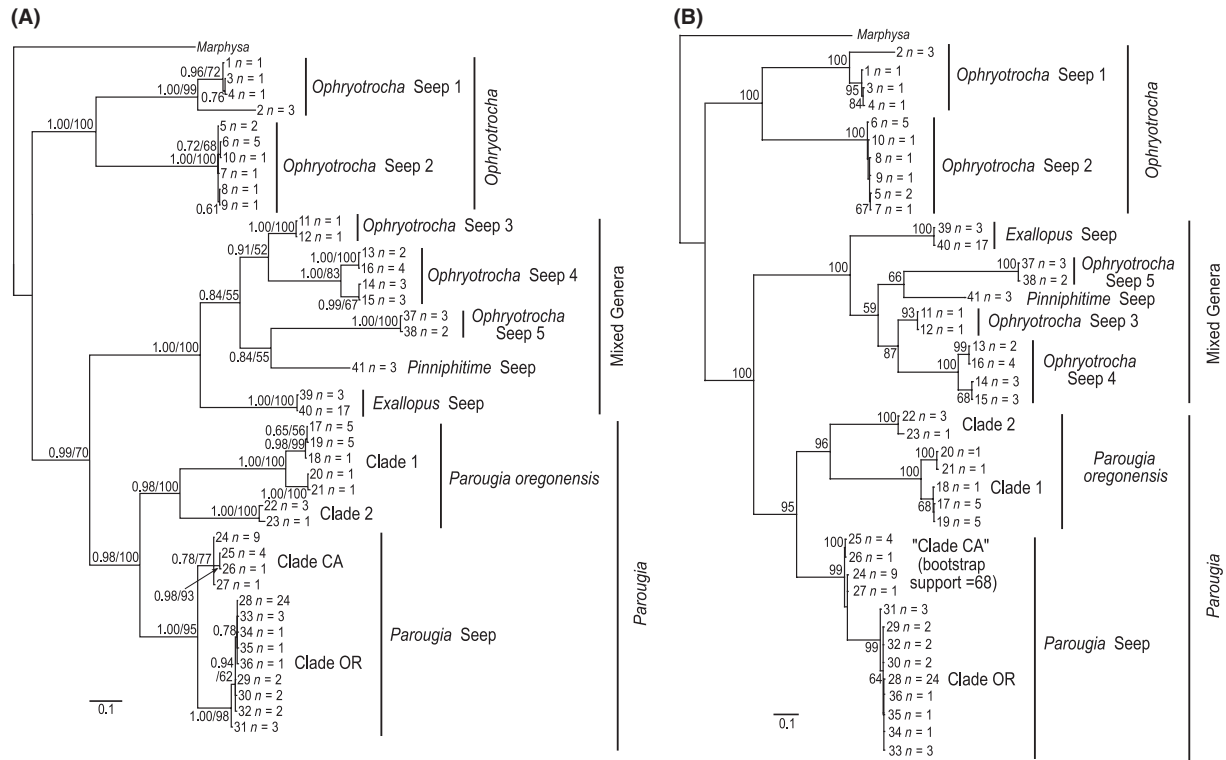 (A)
Marphysa
0.96/72
1 n = 1
3 n = 1
4 n = 1
0.76
1.00/99
2 n = 3
Ophryotrocha Seep 1
1.00/100
5 n = 2
6 n = 5
0.72/68
10 n = 1
1.00/100
7 n = 1
8 n = 1
9 n = 1
0.61
Ophryotrocha Seep 2
Ophryotrocha
1.00/100
11 n = 1
12 n = 1
Ophryotrocha Seep 3
0.91/52
1.00/100
13 n = 2
16 n = 4
1.00/83
14 n = 3
0.99/67
15 n = 3
Ophryotrocha Seep 4
0.84/55
1.00/100
37 n = 3
38 n = 2
Ophryotrocha
Seep 5
0.84/55
41 n = 3
Pinniphitime Seep
1.00/100
1.00/100
39 n = 3
40 n = 17
Exallopus Seep
Mixed Genera
0.99/70
0.65/56
17 n = 5
0.98/99
19 n = 5
18 n = 1
1.00/100
20 n = 1
1.00/100
21 n = 1
Clade 1
0.98/100
1.00/100
22 n = 3
23 n = 1
Clade 2
Parougia oregonensis
0.98/100
24 n = 9
0.78/77
25 n = 4
26 n = 1
27 n = 1
0.98/93
Clade CA
1.00/95
28 n = 24
33 n = 3
0.78
34 n = 1
35 n = 1
0.94
/62
36 n = 1
29 n = 2
30 n = 2
32 n = 2
1.00/98
31 n = 3
Clade OR
Parougia Seep
Parougia
0.1
(B)
Marphysa
100
2 n = 3
1 n = 1
95
3 n = 1
84
4 n = 1
Ophryotrocha Seep 1
100
6 n = 5
100
10 n = 1
8 n = 1
9 n = 1
5 n = 2
67
7 n = 1
Ophryotrocha Seep 2
Ophryotrocha
100
39 n = 3
40 n = 17
Exallopus Seep
100
100
37 n = 3
38 n = 2
Ophryotrocha
Seep 5
66
41 n = 3
Pinniphitime Seep
59
93
11 n = 1
12 n = 1
Ophryotrocha Seep 3
87
99
13 n = 2
16 n = 4
100
14 n = 3
68
15 n = 3
Ophryotrocha
Seep 4
Mixed Genera
100
100
22 n = 3
23 n = 1
Clade 2
96
100
20 n =1
21 n = 1
100
18 n = 1
68
17 n = 5
19 n = 5
Clade 1
Parougia
oregonensis
95
100
25 n = 4
26 n = 1
99
24 n = 9
27 n = 1
"Clade CA"
(bootstrap
support =68)
31 n = 3
29 n = 2
99
32 n = 2
30 n = 2
64
28 n = 24
36 n = 1
35 n = 1
34 n = 1
33 n = 3
Clade OR
Parougia Seep
Parougia
0.1